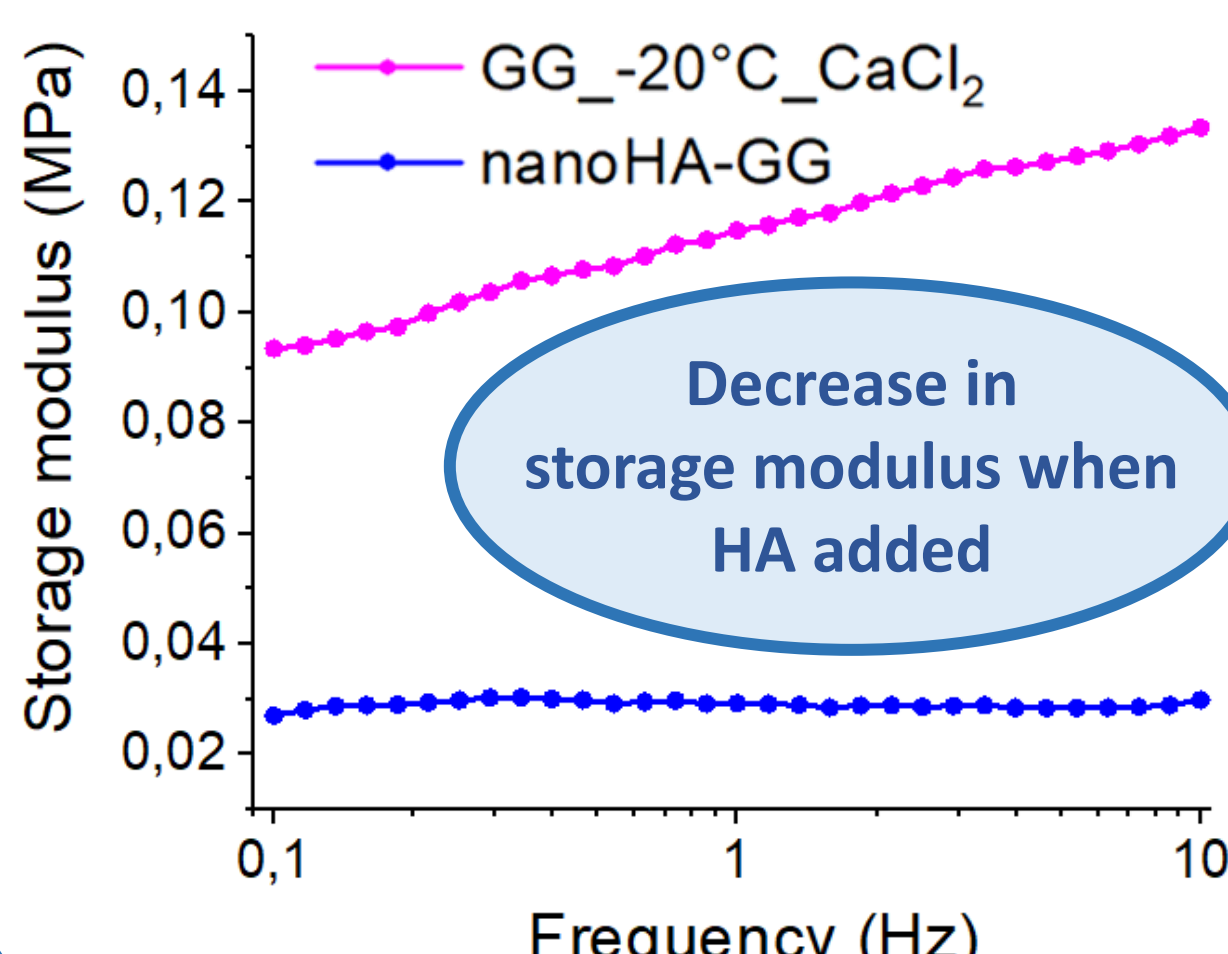 GG_-20°C_CaCl₂
nanoHA-GG
Storage modulus (MPa)
0,14
0,12
0,10
0,08
0,06
0,04
0,02
Decrease in
storage modulus when
HA added
0,1
1
10
Frequency (Hz)